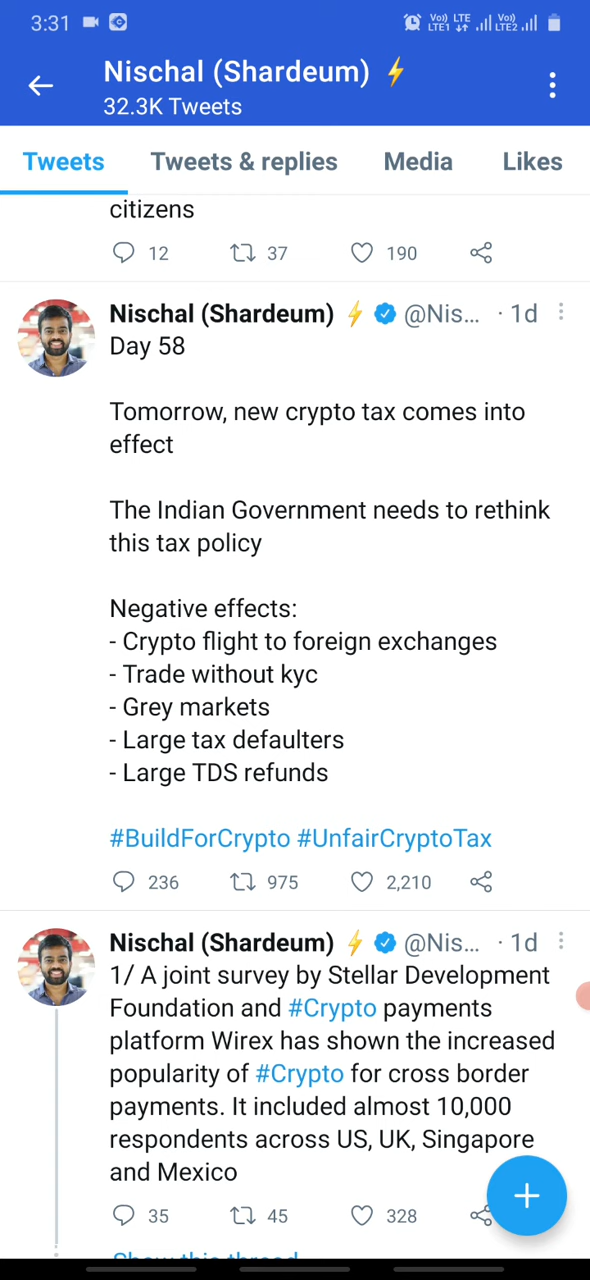 3:31
Vo)) LTE Vo))
LTE1 LTE2
Nischal (Shardeum) ⚡
32.3K Tweets
Tweets Tweets & replies Media Likes
citizens
12 37 190
Nischal (Shardeum) ⚡ @Nis... · 1d
Day 58
Tomorrow, new crypto tax comes into
effect
The Indian Government needs to rethink
this tax policy
Negative effects:
- Crypto flight to foreign exchanges
- Trade without kyc
- Grey markets
- Large tax defaulters
- Large TDS refunds
#BuildForCrypto #UnfairCryptoTax
236 975 2,210
Nischal (Shardeum) ⚡ @Nis... · 1d
1/ A joint survey by Stellar Development
Foundation and #Crypto payments
platform Wirex has shown the increased
popularity of #Crypto for cross border
payments. It included almost 10,000
respondents across US, UK, Singapore
and Mexico
35 45 328
Show this thread